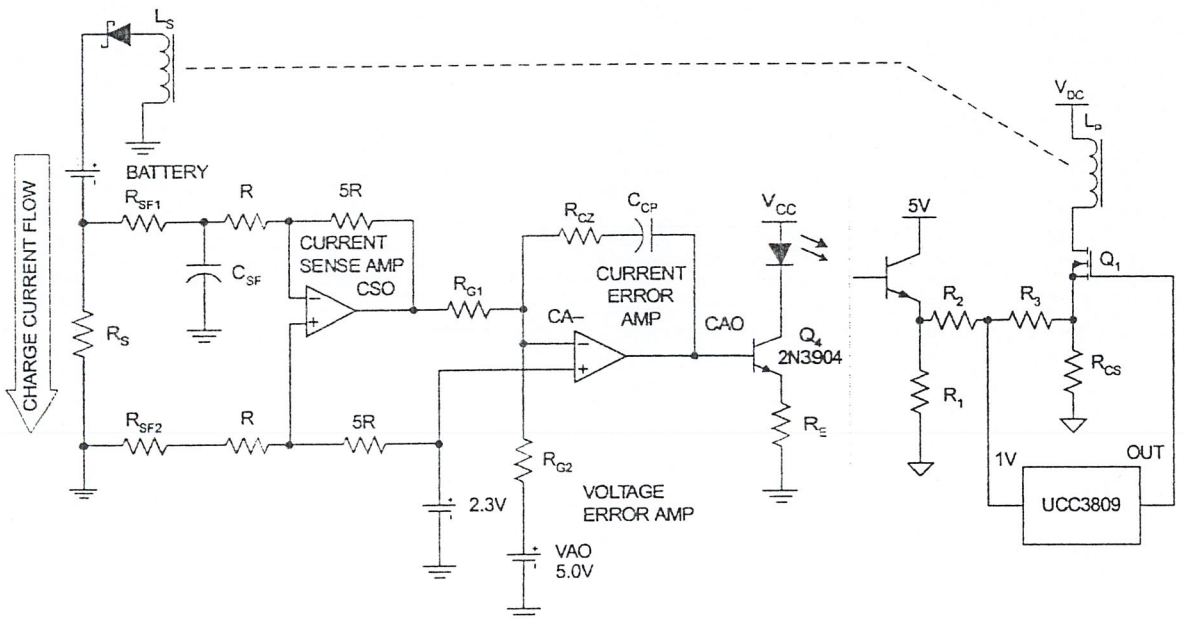 L_S
V_DC
L_P
BATTERY
CHARGE CURRENT FLOW
R_SF1
R
5R
C_SF
CURRENT
SENSE AMP
CSO
R_CZ
C_CP
CURRENT
ERROR
AMP
V_CC
5V
Q_1
R_S
R_G1
CA–
CAO
Q_4
2N3904
R_2
R_3
R_CS
R_1
R_E
R_SF2
R
5R
R_G2
1V
OUT
UCC3809
2.3V
VOLTAGE
ERROR AMP
VAO
5.0V